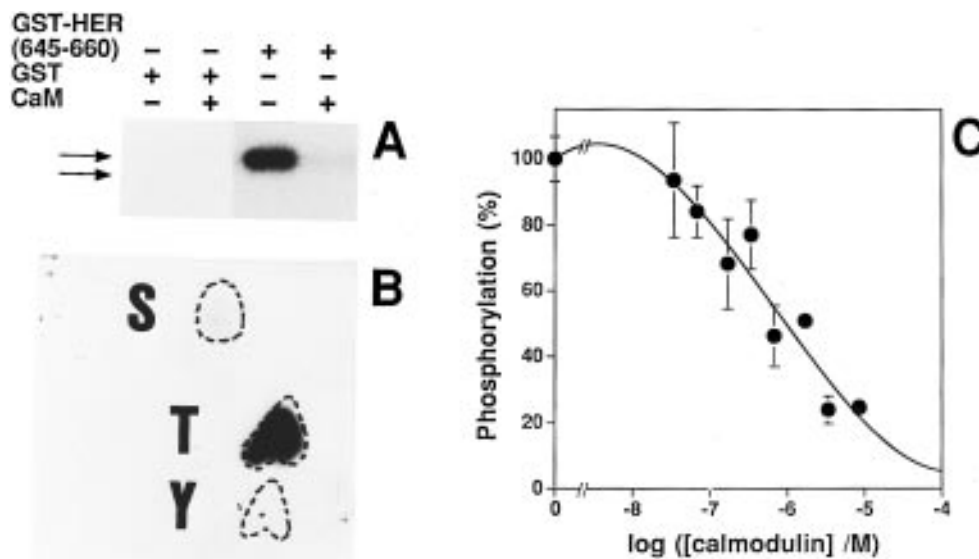 GST-HER
(645-660) – – + +
GST + + – –
CaM – + – +
A
B
S
T
Y
C
Phosphorylation (%)
100
80
60
40
20
0
0 -8 -7 -6 -5 -4
log ([calmodulin] /M)